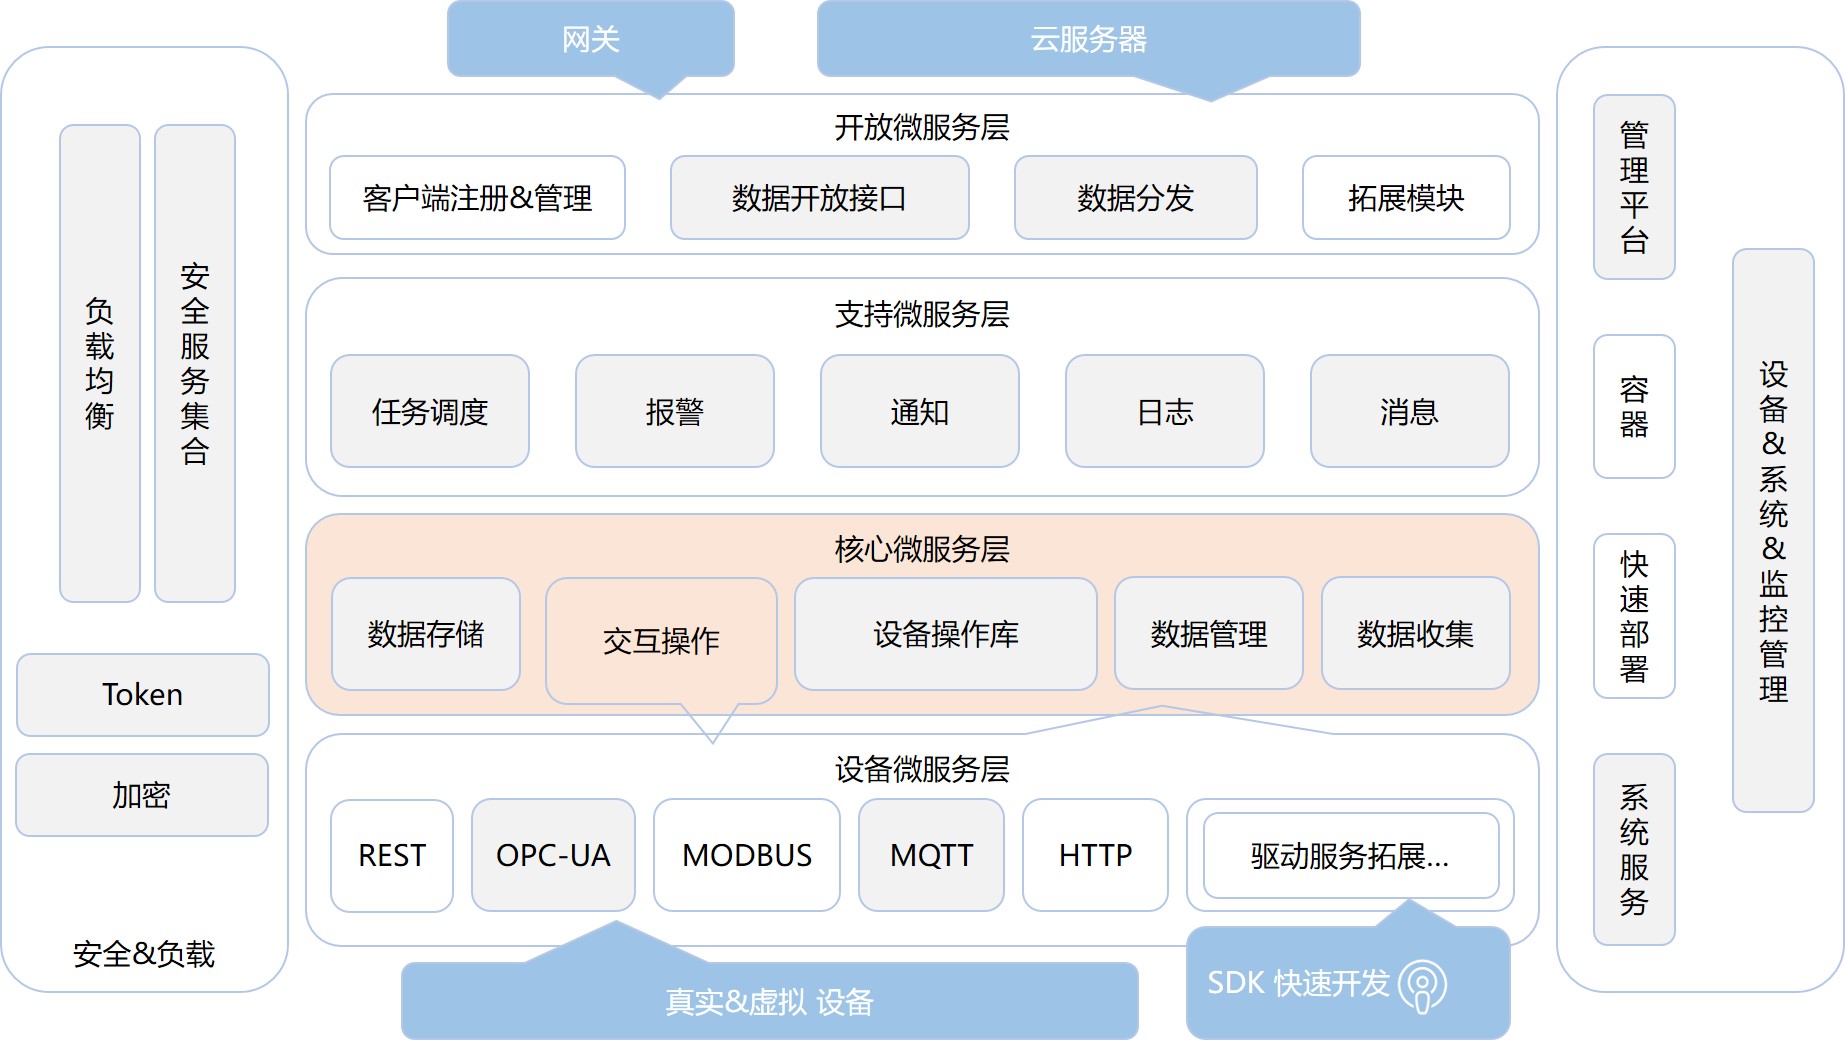 网关
云服务器
开放微服务层
客户端注册&管理
数据开放接口
数据分发
拓展模块
支持微服务层
任务调度
报警
通知
日志
消息
核心微服务层
数据存储
交互操作
设备操作库
数据管理
数据收集
设备微服务层
REST
OPC-UA
MODBUS
MQTT
HTTP
驱动服务拓展...
真实&虚拟 设备
SDK 快速开发
负载均衡
安全服务集合
Token
加密
安全&负载
管理平台
容器
快速部署
系统服务
设备&系统&监控管理